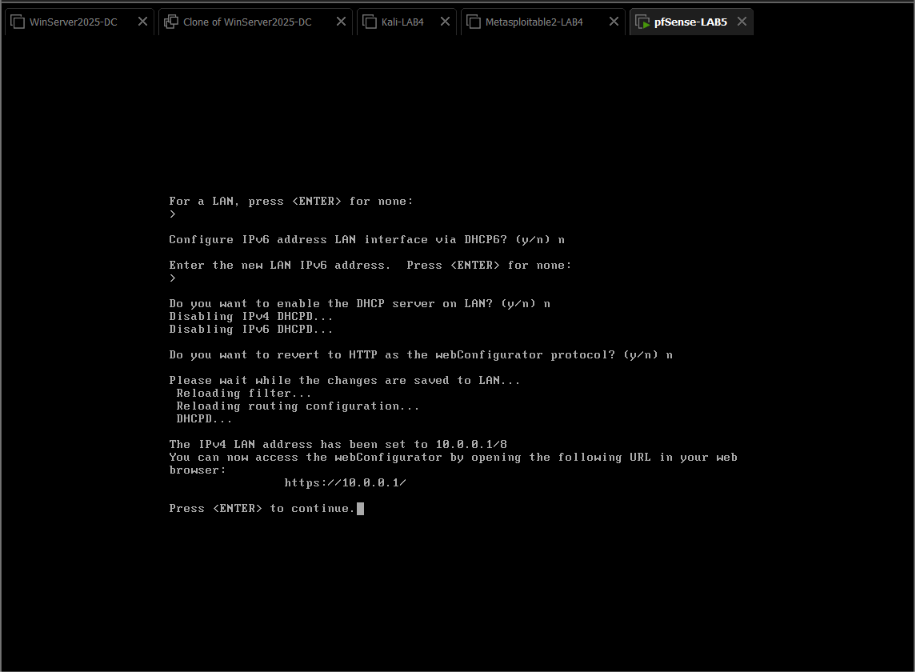 WinServer2025-DC
Clone of WinServer2025-DC
Kali-LAB4
Metasploitable2-LAB4
pfSense-LAB5
For a LAN, press <ENTER> for none:
>
Configure IPv6 address LAN interface via DHCP6? (y/n) n
Enter the new LAN IPv6 address.  Press <ENTER> for none:
>
Do you want to enable the DHCP server on LAN? (y/n) n
Disabling IPv4 DHCPD...
Disabling IPv6 DHCPD...
Do you want to revert to HTTP as the webConfigurator protocol? (y/n) n
Please wait while the changes are saved to LAN...
Reloading filter...
Reloading routing configuration...
DHCPD...
The IPv4 LAN address has been set to 10.0.0.1/8
You can now access the webConfigurator by opening the following URL in your web
browser:
https://10.0.0.1/
Press <ENTER> to continue.